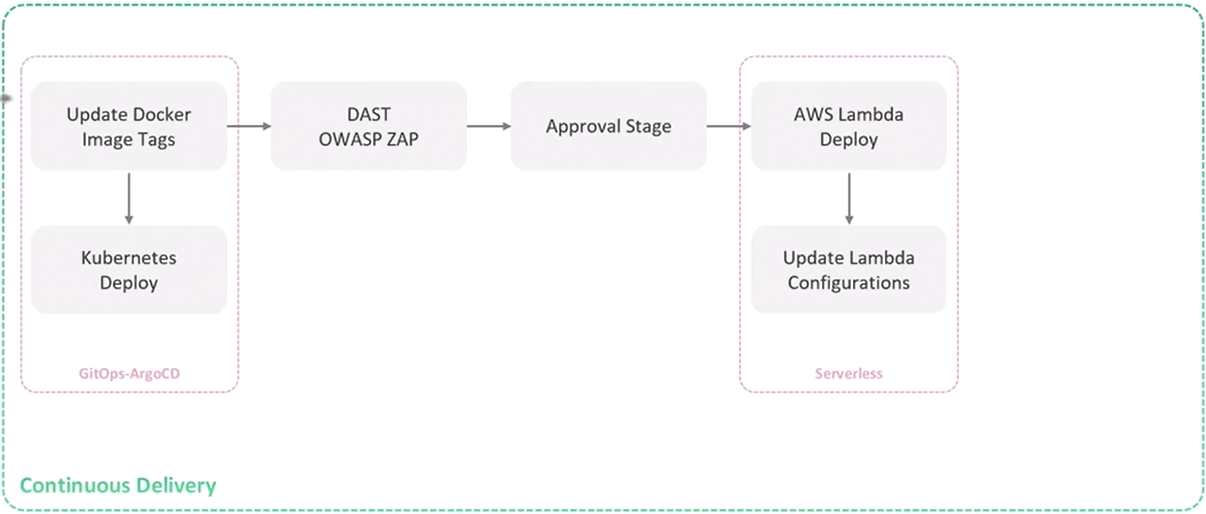 Update Docker
Image Tags
DAST
OWASP ZAP
Approval Stage
AWS Lambda
Deploy
Kubernetes
Deploy
Update Lambda
Configurations
GitOps-ArgoCD
Serverless
Continuous Delivery